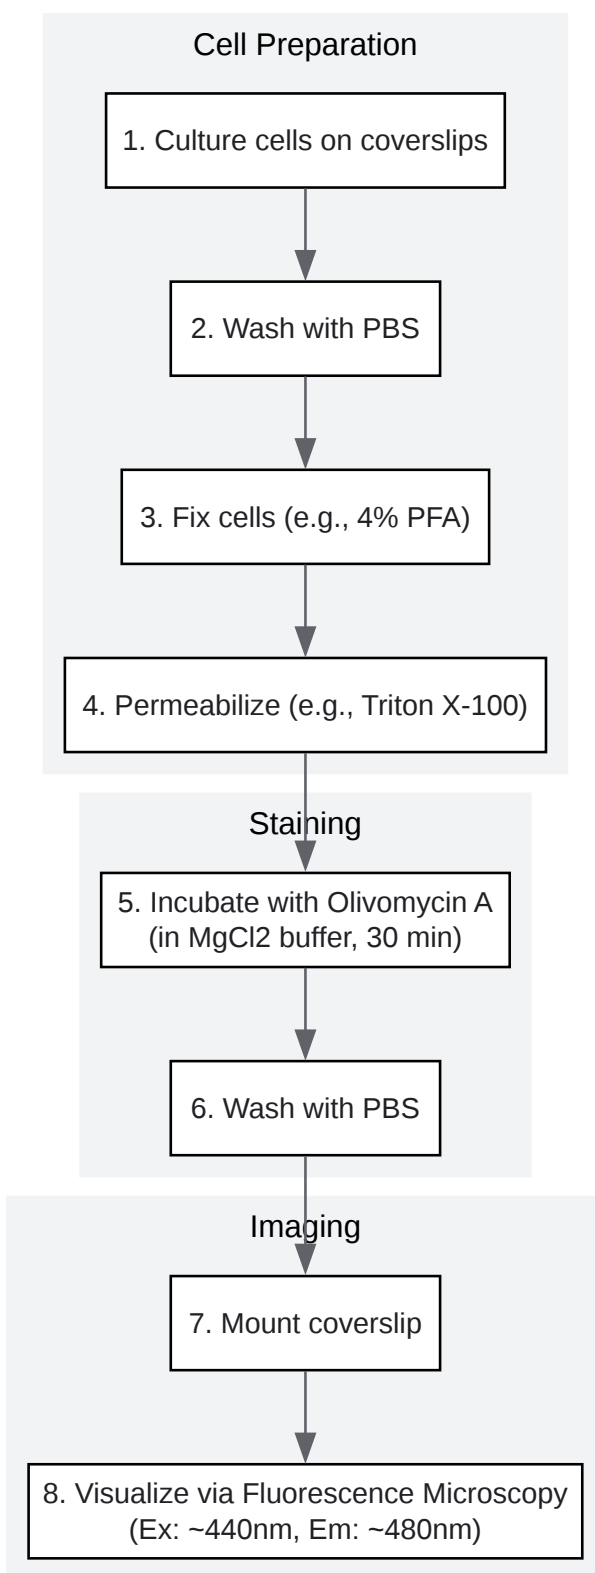 Cell Preparation
1. Culture cells on coverslips
2. Wash with PBS
3. Fix cells (e.g., 4% PFA)
4. Permeabilize (e.g., Triton X-100)
Staining
5. Incubate with Olivomycin A
(in MgCl2 buffer, 30 min)
6. Wash with PBS
Imaging
7. Mount coverslip
8. Visualize via Fluorescence Microscopy
(Ex: ~440nm, Em: ~480nm)